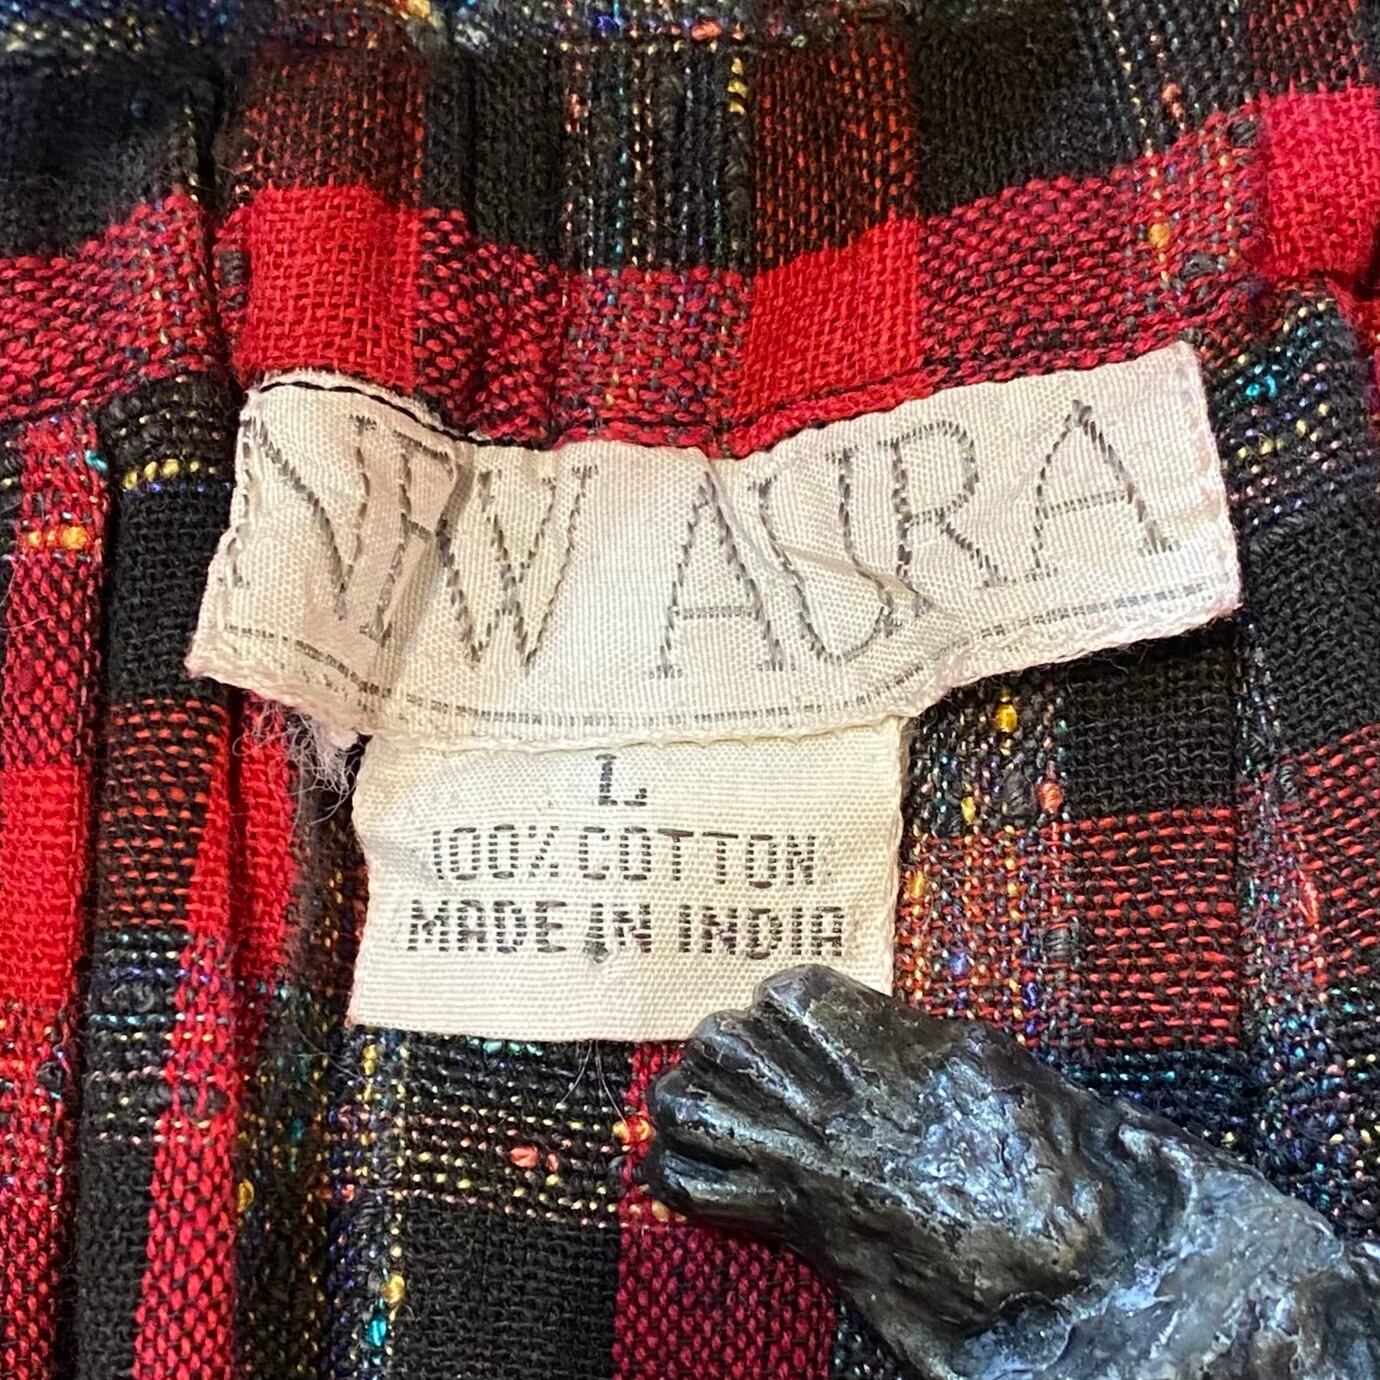 NEW AURA
L
100% COTTON
MADE IN INDIA